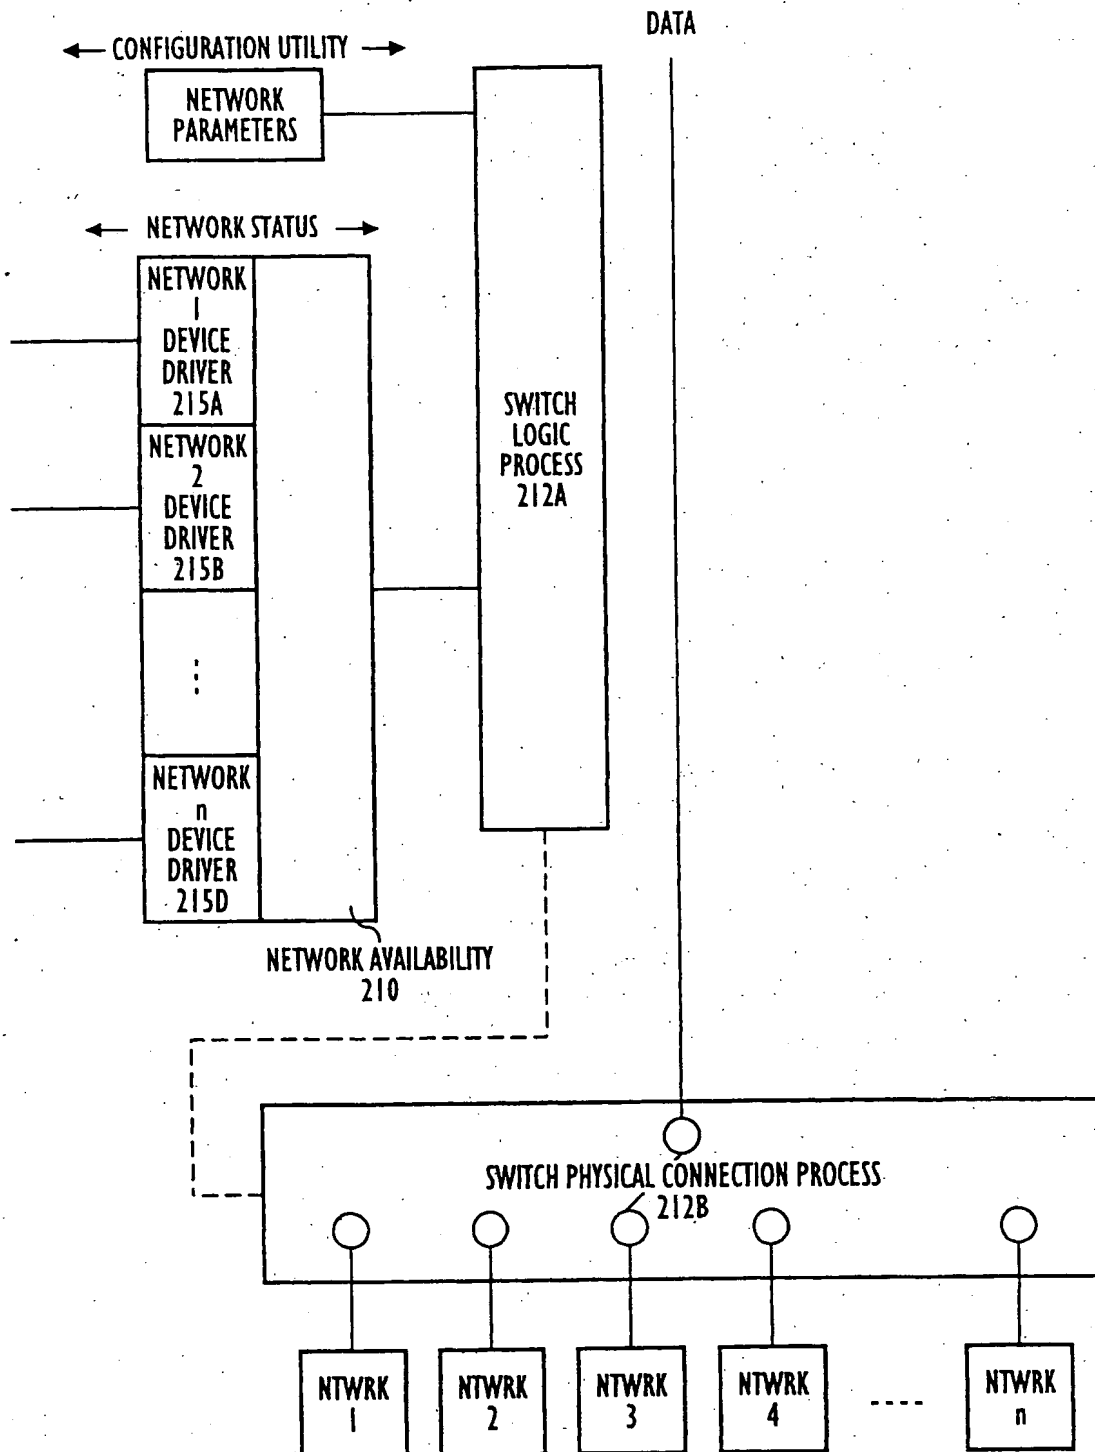 DATA
← CONFIGURATION UTILITY →
NETWORK
PARAMETERS
← NETWORK STATUS →
NETWORK
1
DEVICE
DRIVER
215A
NETWORK
2
DEVICE
DRIVER
215B
NETWORK
n
DEVICE
DRIVER
215D
SWITCH
LOGIC
PROCESS
212A
NETWORK AVAILABILITY
210
SWITCH PHYSICAL CONNECTION PROCESS
212B
NTWRK
1
NTWRK
2
NTWRK
3
NTWRK
4
NTWRK
n